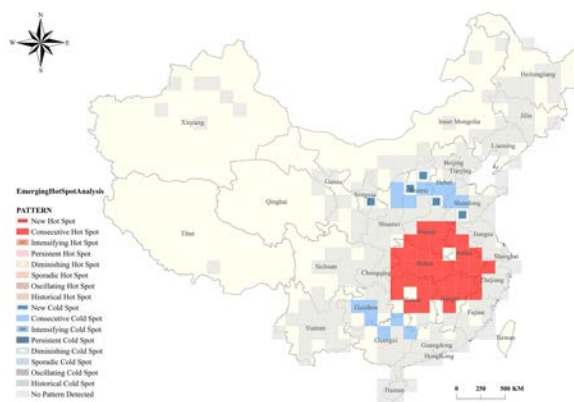 N
W
E
S
Heilongjiang
Jilin
Xinjiang
Inner Mongolia
Liaoning
Beijing
Tianjing
Gansu
Hebei
Ningxia
Shanxi
EmergingHotSpotAnalysis
Qinghai
Shandong
PATTERN
New Hot Spot
Shaanxi
Henan
Jiangsu
Consecutive Hot Spot
Intensifying Hot Spot
Tibet
Shanghai
Persistent Hot Spot
Sichuan
Hubei
Diminishing Hot Spot
Chongqing
Zhejiang
Sporadic Hot Spot
Oscillating Hot Spot
Historical Hot Spot
New Cold Spot
Guizhou
Fujian
Consecutive Cold Spot
Intensifying Cold Spot
Yunnan
Taiwan
Persistent Cold Spot
Guangxi
Guangdong
Diminishing Cold Spot
HongKong
Sporadic Cold Spot
Oscillating Cold Spot
Historical Cold Spot
Hainan
No Pattern Detected
0 250 500 KM